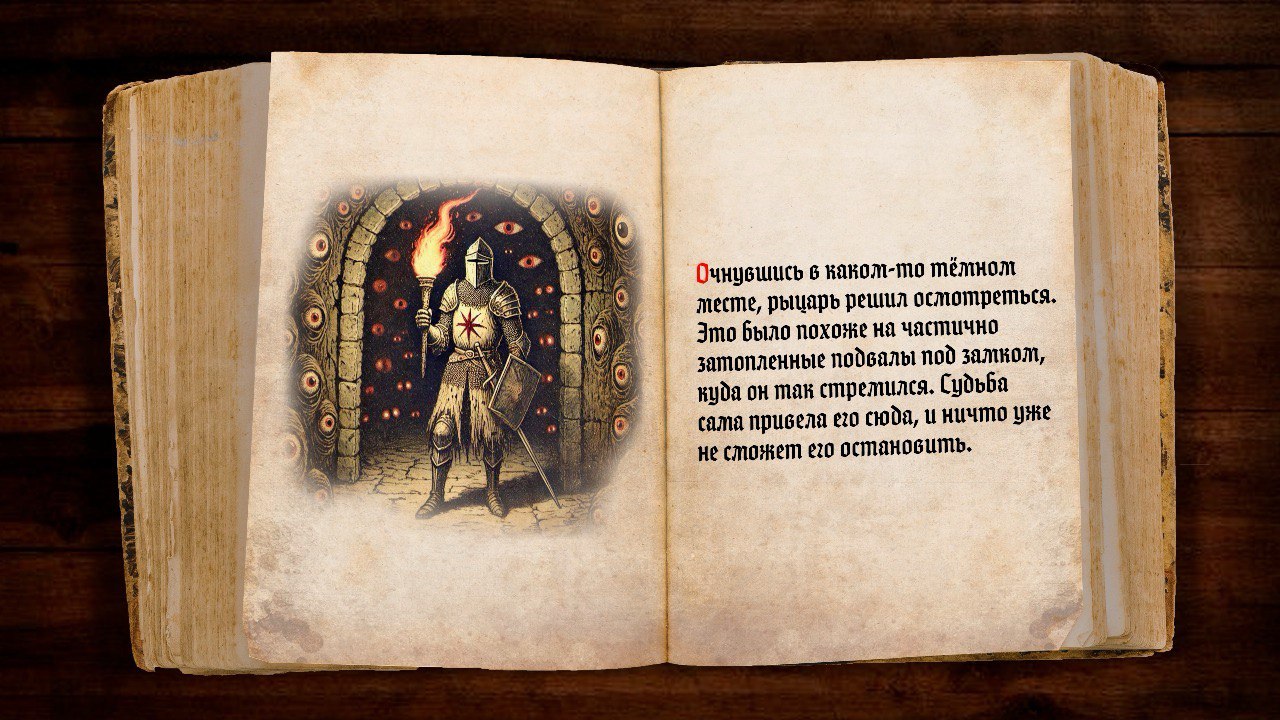 Очнувшись в каком-то тёмном
месте, рыцарь решил осмотреться.
Это было похоже на частично
затопленные подвалы под замком,
куда он так стремился. Судьба
сама привела его сюда, и ничто уже
не сможет его остановить.